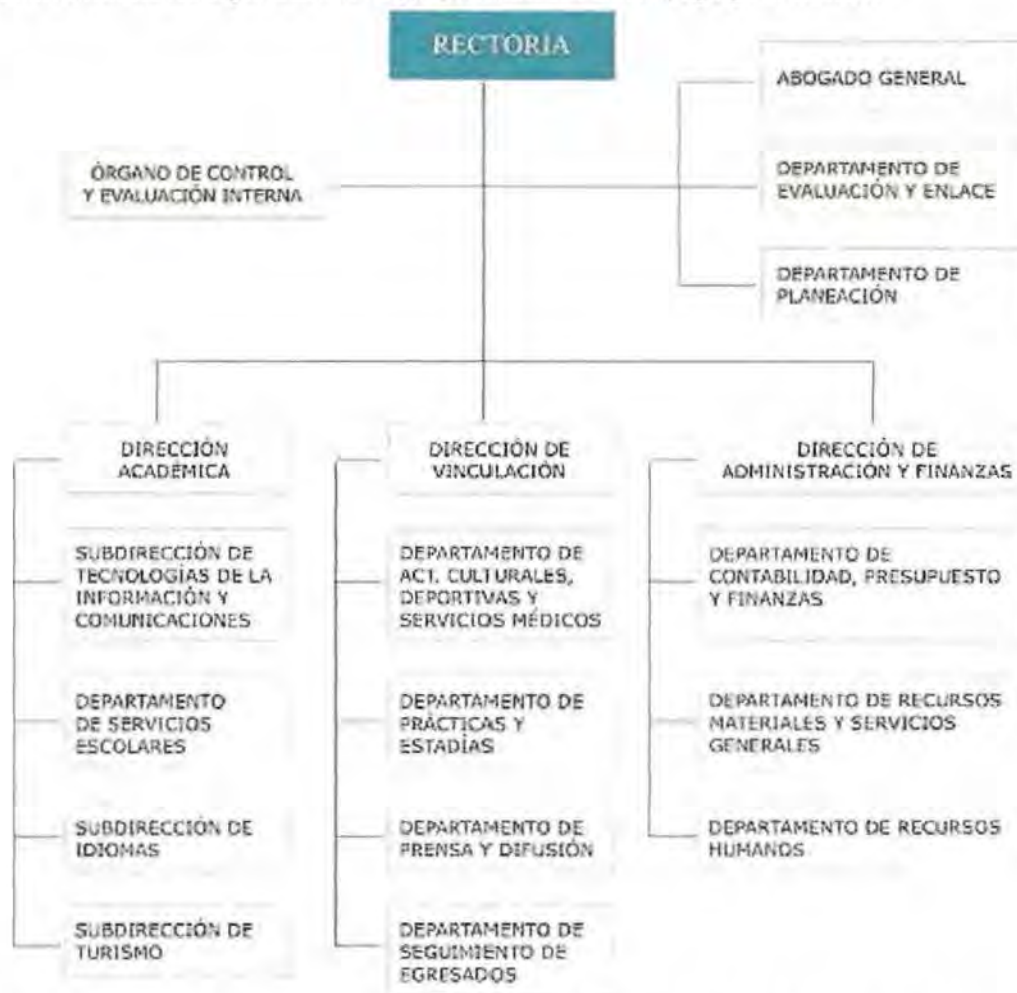 RECTORIA
ABOGADO GENERAL
ÓRGANO DE CONTROL
Y EVALUACIÓN INTERNA
DEPARTAMENTO DE
EVALUACIÓN Y ENLACE
DEPARTAMENTO DE
PLANEACIÓN
DIRECCIÓN
ACADÉMICA
SUBDIRECCIÓN DE
TECNOLOGÍAS DE LA
INFORMACIÓN Y
COMUNICACIONES
DEPARTAMENTO
DE SERVICIOS
ESCOLARES
SUBDIRECCIÓN DE
IDIOMAS
SUBDIRECCIÓN DE
TURISMO
DIRECCIÓN DE
VINCULACIÓN
DEPARTAMENTO DE
ACT. CULTURALES,
DEPORTIVAS Y
SERVICIOS MÉDICOS
DEPARTAMENTO DE
PRÁCTICAS Y
ESTADÍAS
DEPARTAMENTO DE
PRENSA Y DIFUSIÓN
DEPARTAMENTO DE
SEGUIMIENTO DE
EGRESADOS
DIRECCIÓN DE
ADMINISTRACIÓN Y FINANZAS
DEPARTAMENTO DE
CONTABILIDAD, PRESUPUESTO
Y FINANZAS
DEPARTAMENTO DE RECURSOS
MATERIALES Y SERVICIOS
GENERALES
DEPARTAMENTO DE RECURSOS
HUMANOS